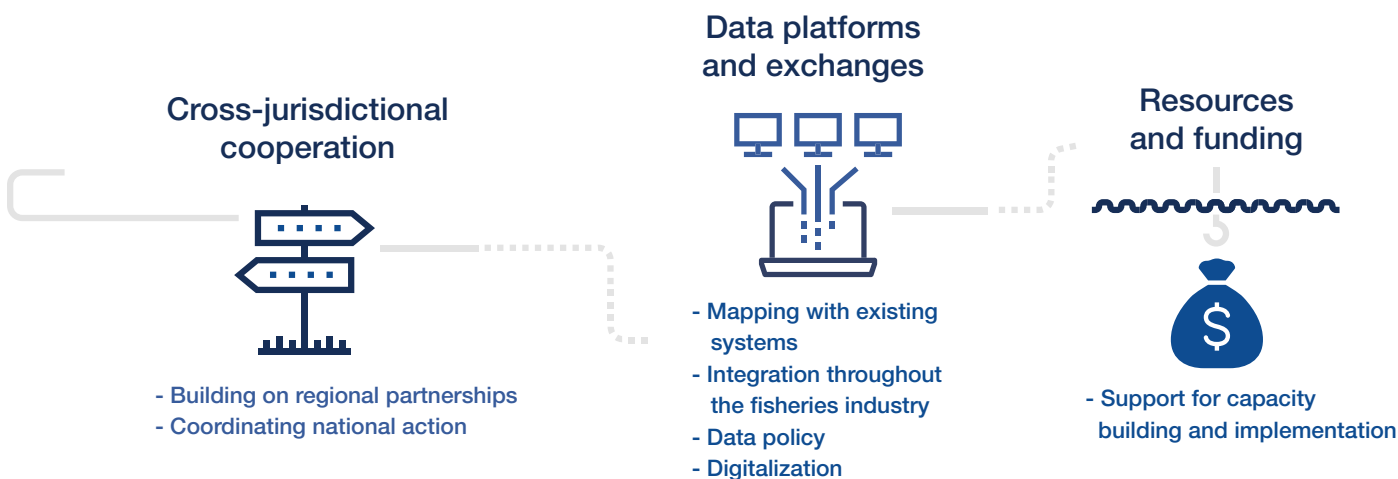 Cross-jurisdictional
cooperation
- Building on regional partnerships
- Coordinating national action
Data platforms
and exchanges
- Mapping with existing
systems
- Integration throughout
the fisheries industry
- Data policy
- Digitalization
Resources
and funding
$
- Support for capacity
building and implementation